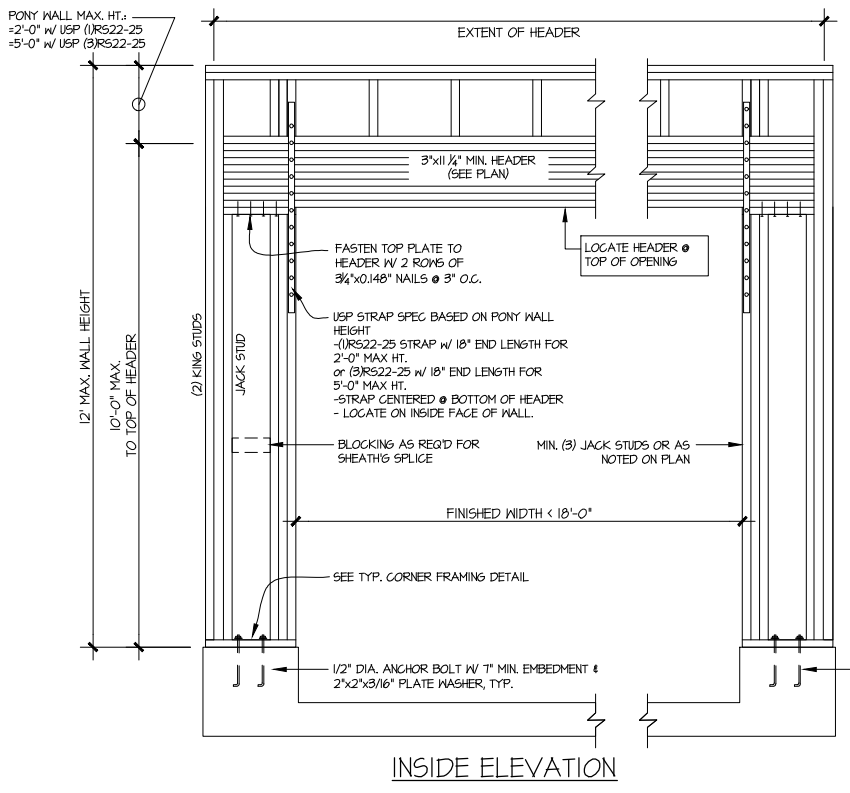 PONY WALL MAX. HT.:
=2'-0" W/ USP (1)RS22-25
=5'-0" W/ USP (3)RS22-25
EXTENT OF HEADER
3"x11 1/4" MIN. HEADER
(SEE PLAN)
FASTEN TOP PLATE TO
HEADER W/ 2 ROWS OF
3 1/4"x0.148" NAILS @ 3" O.C.
LOCATE HEADER @
TOP OF OPENING
USP STRAP SPEC BASED ON PONY WALL
HEIGHT
-(1)RS22-25 STRAP W/ 18" END LENGTH FOR
2'-0" MAX HT.
or (3)RS22-25 W/ 18" END LENGTH FOR
5'-0" MAX HT.
-STRAP CENTERED @ BOTTOM OF HEADER
- LOCATE ON INSIDE FACE OF WALL.
12' MAX. WALL HEIGHT
10'-0" MAX.
TO TOP OF HEADER
(2) KING STUDS
JACK STUD
BLOCKING AS REQ'D FOR
SHEATH'G SPLICE
MIN. (3) JACK STUDS OR AS
NOTED ON PLAN
FINISHED WIDTH < 18'-0"
SEE TYP. CORNER FRAMING DETAIL
1/2" DIA. ANCHOR BOLT W/ 7" MIN. EMBEDMENT &
2"x2"x3/16" PLATE WASHER, TYP.
INSIDE ELEVATION